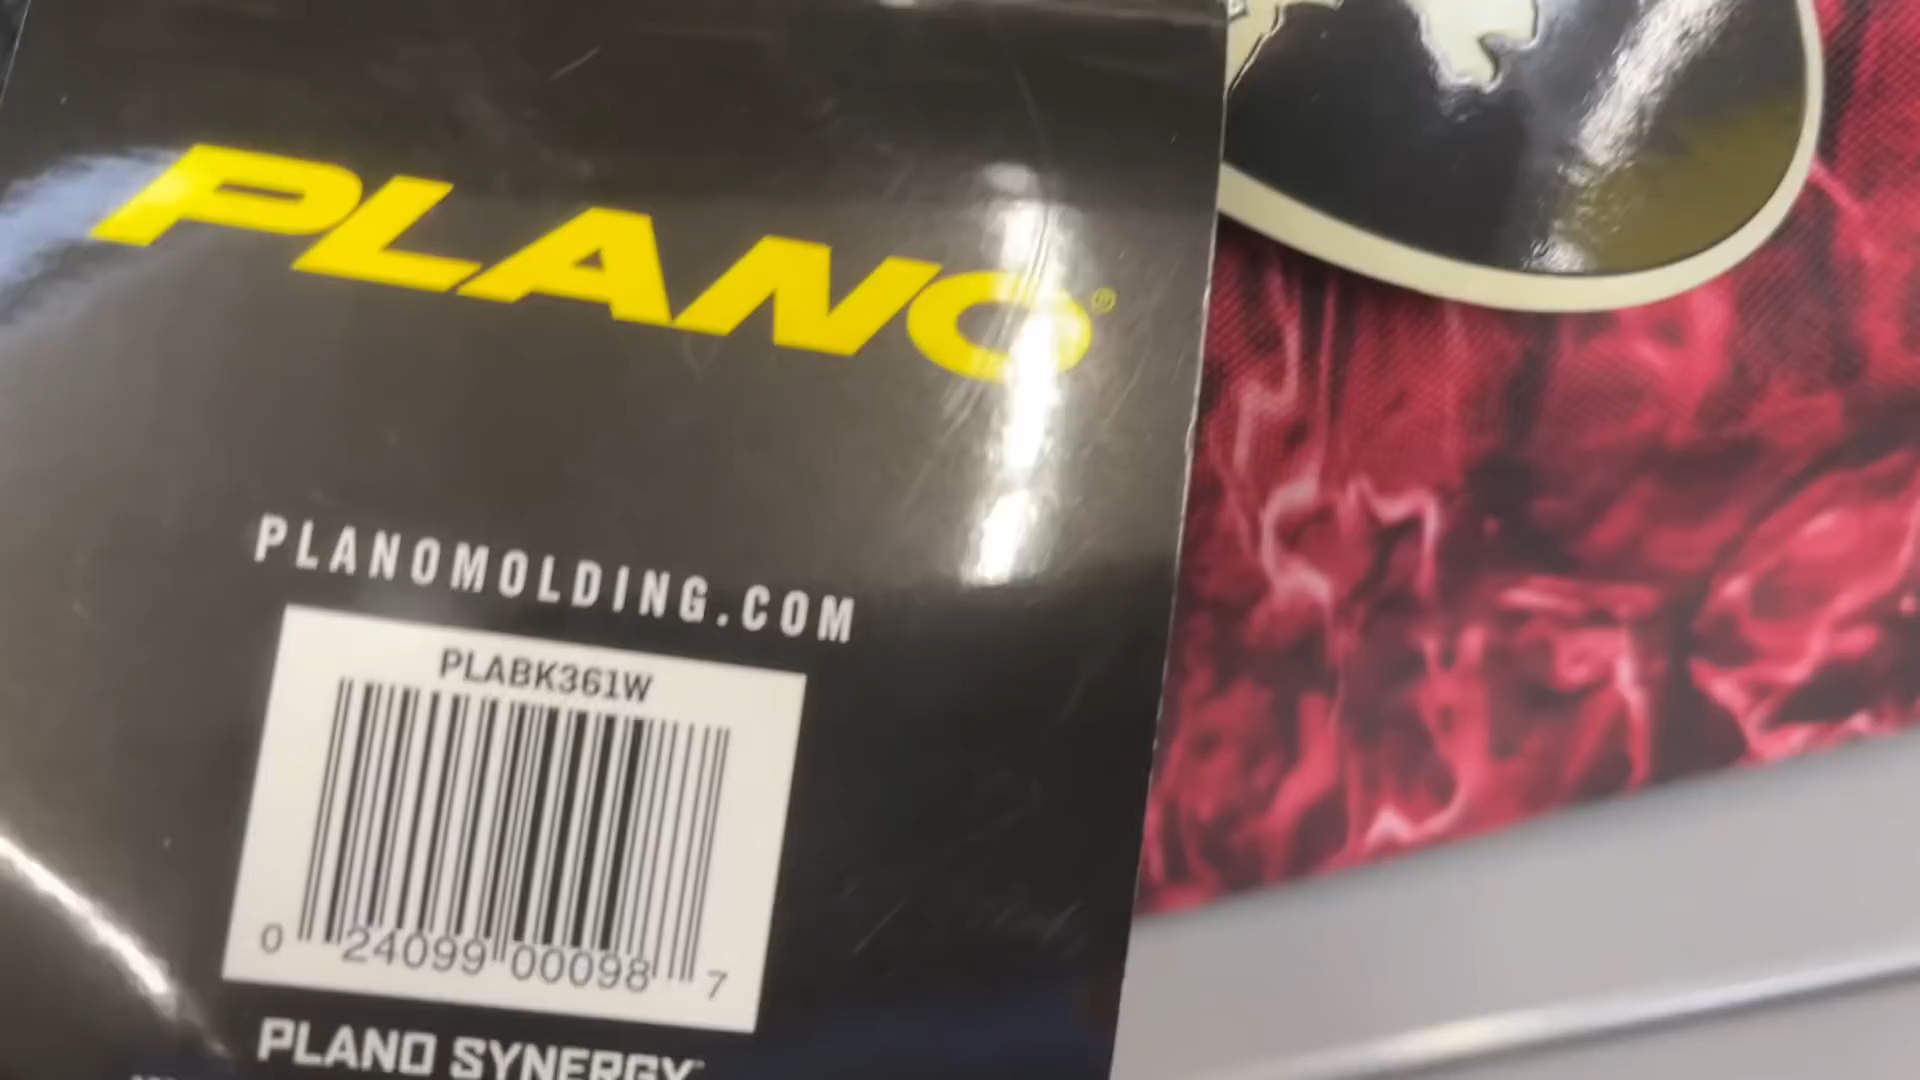 PLANO®
PLANOMOLDING.COM
PLABK361W
0 24099 00098 7
PLANO SYNERGY